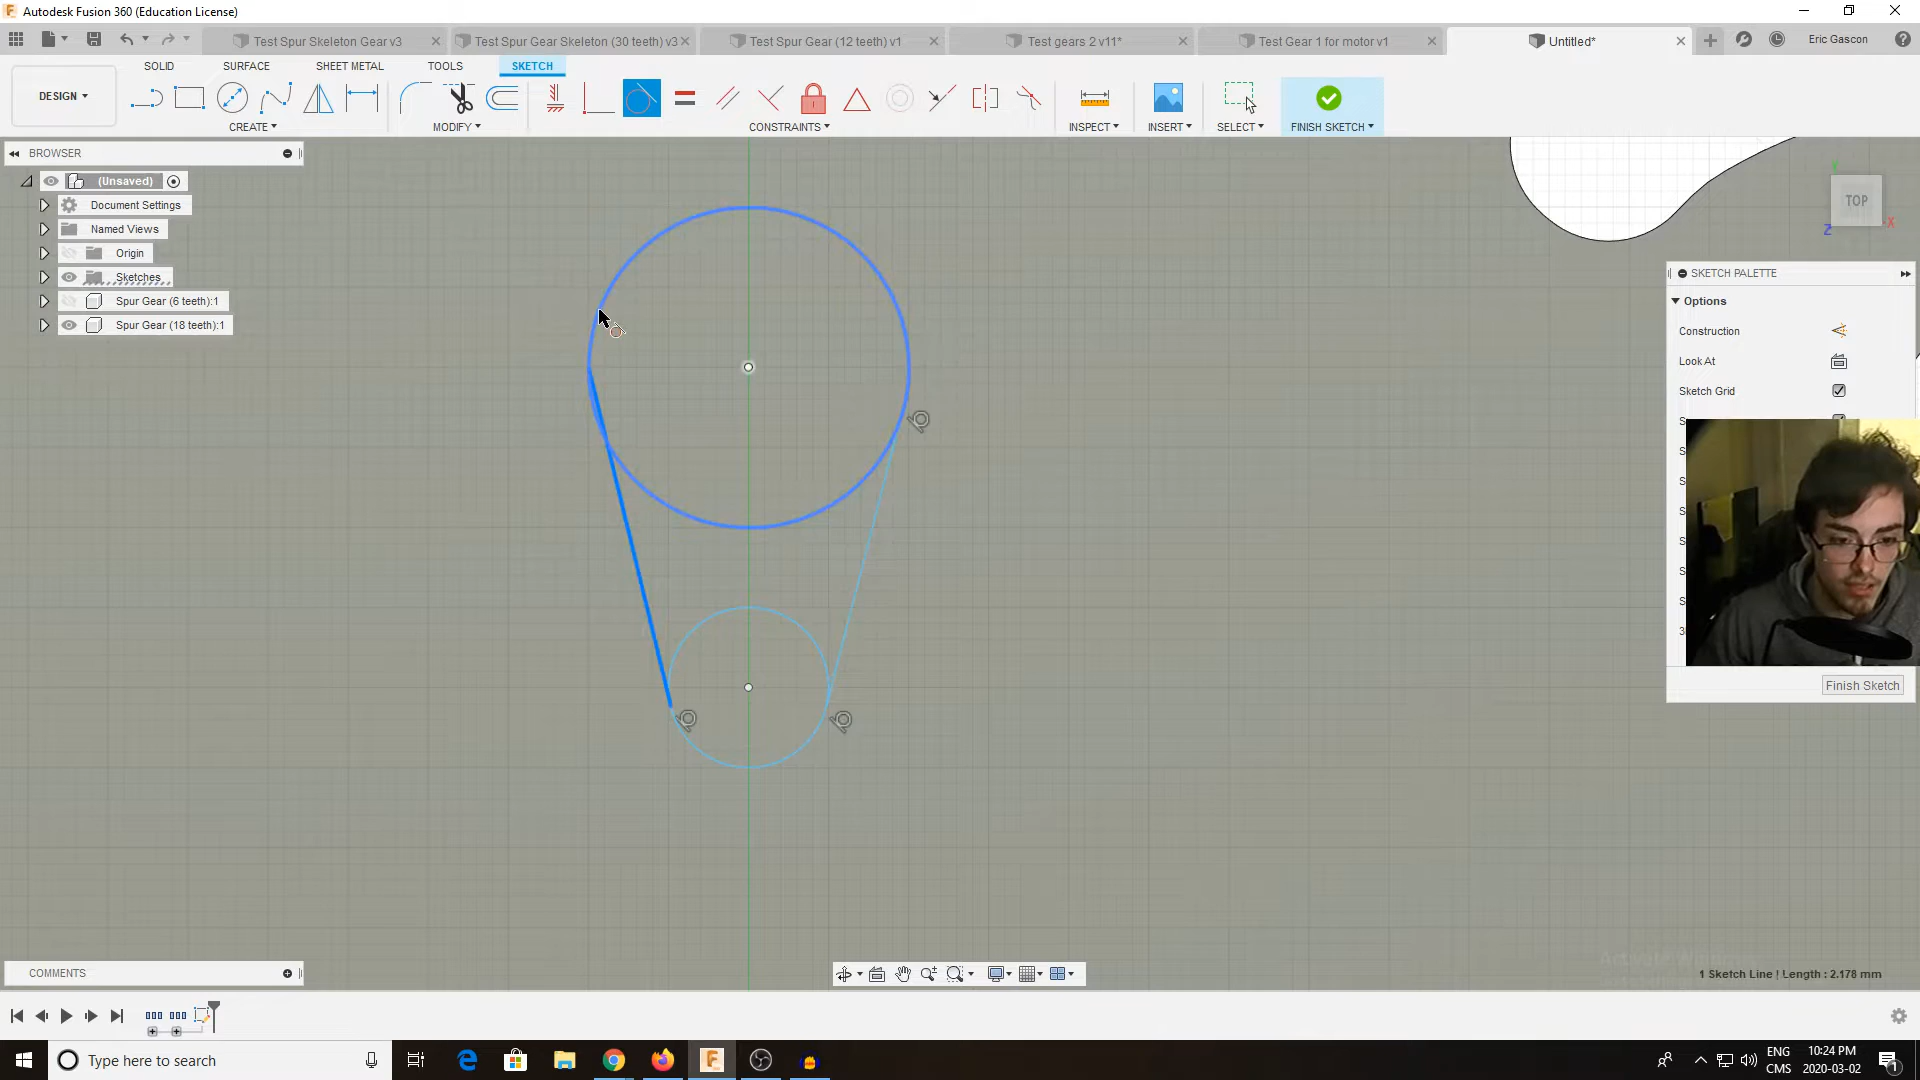 Autodesk Fusion 360 (Education License)
Test Spur Skeleton Gear v3
Test Spur Gear Skeleton (30 teeth) v3
Test Spur Gear (12 teeth) v1
Test gears 2 v11*
Test Gear 1 for motor v1
Untitled*
Eric Gascon
SOLID SURFACE SHEET METAL TOOLS SKETCH
DESIGN
CREATE MODIFY CONSTRAINTS INSPECT INSERT SELECT FINISH SKETCH
BROWSER
(Unsaved)
Document Settings
Named Views
Origin
Sketches
Spur Gear (6 teeth):1
Spur Gear (18 teeth):1
TOP
X
Y
Z
SKETCH PALETTE
Options
Construction
Look At
Sketch Grid
S
S
S
S
S
S
S
3
Finish Sketch
COMMENTS
1 Sketch Line | Length : 2.178 mm
Type here to search
ENG
CMS
10:24 PM
2020-03-02
1